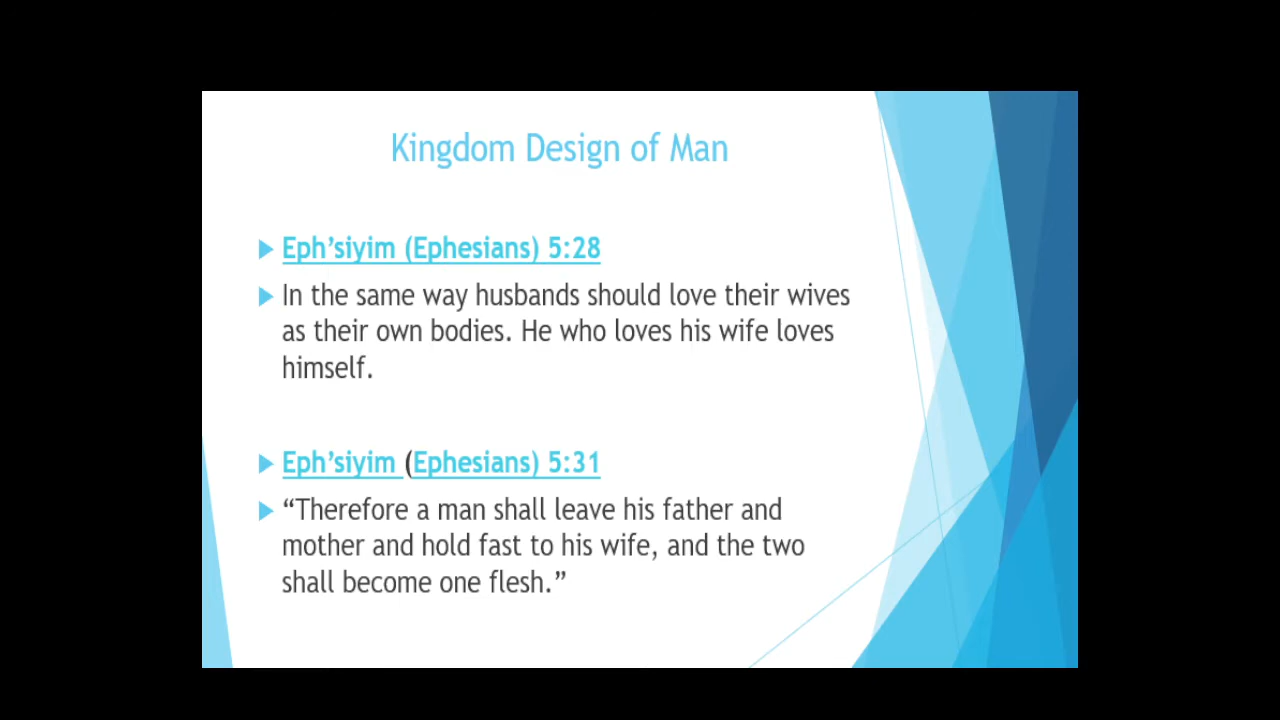 Kingdom Design of Man
Eph’siyim (Ephesians) 5:28
In the same way husbands should love their wives
as their own bodies. He who loves his wife loves
himself.
Eph’siyim (Ephesians) 5:31
“Therefore a man shall leave his father and
mother and hold fast to his wife, and the two
shall become one flesh.”